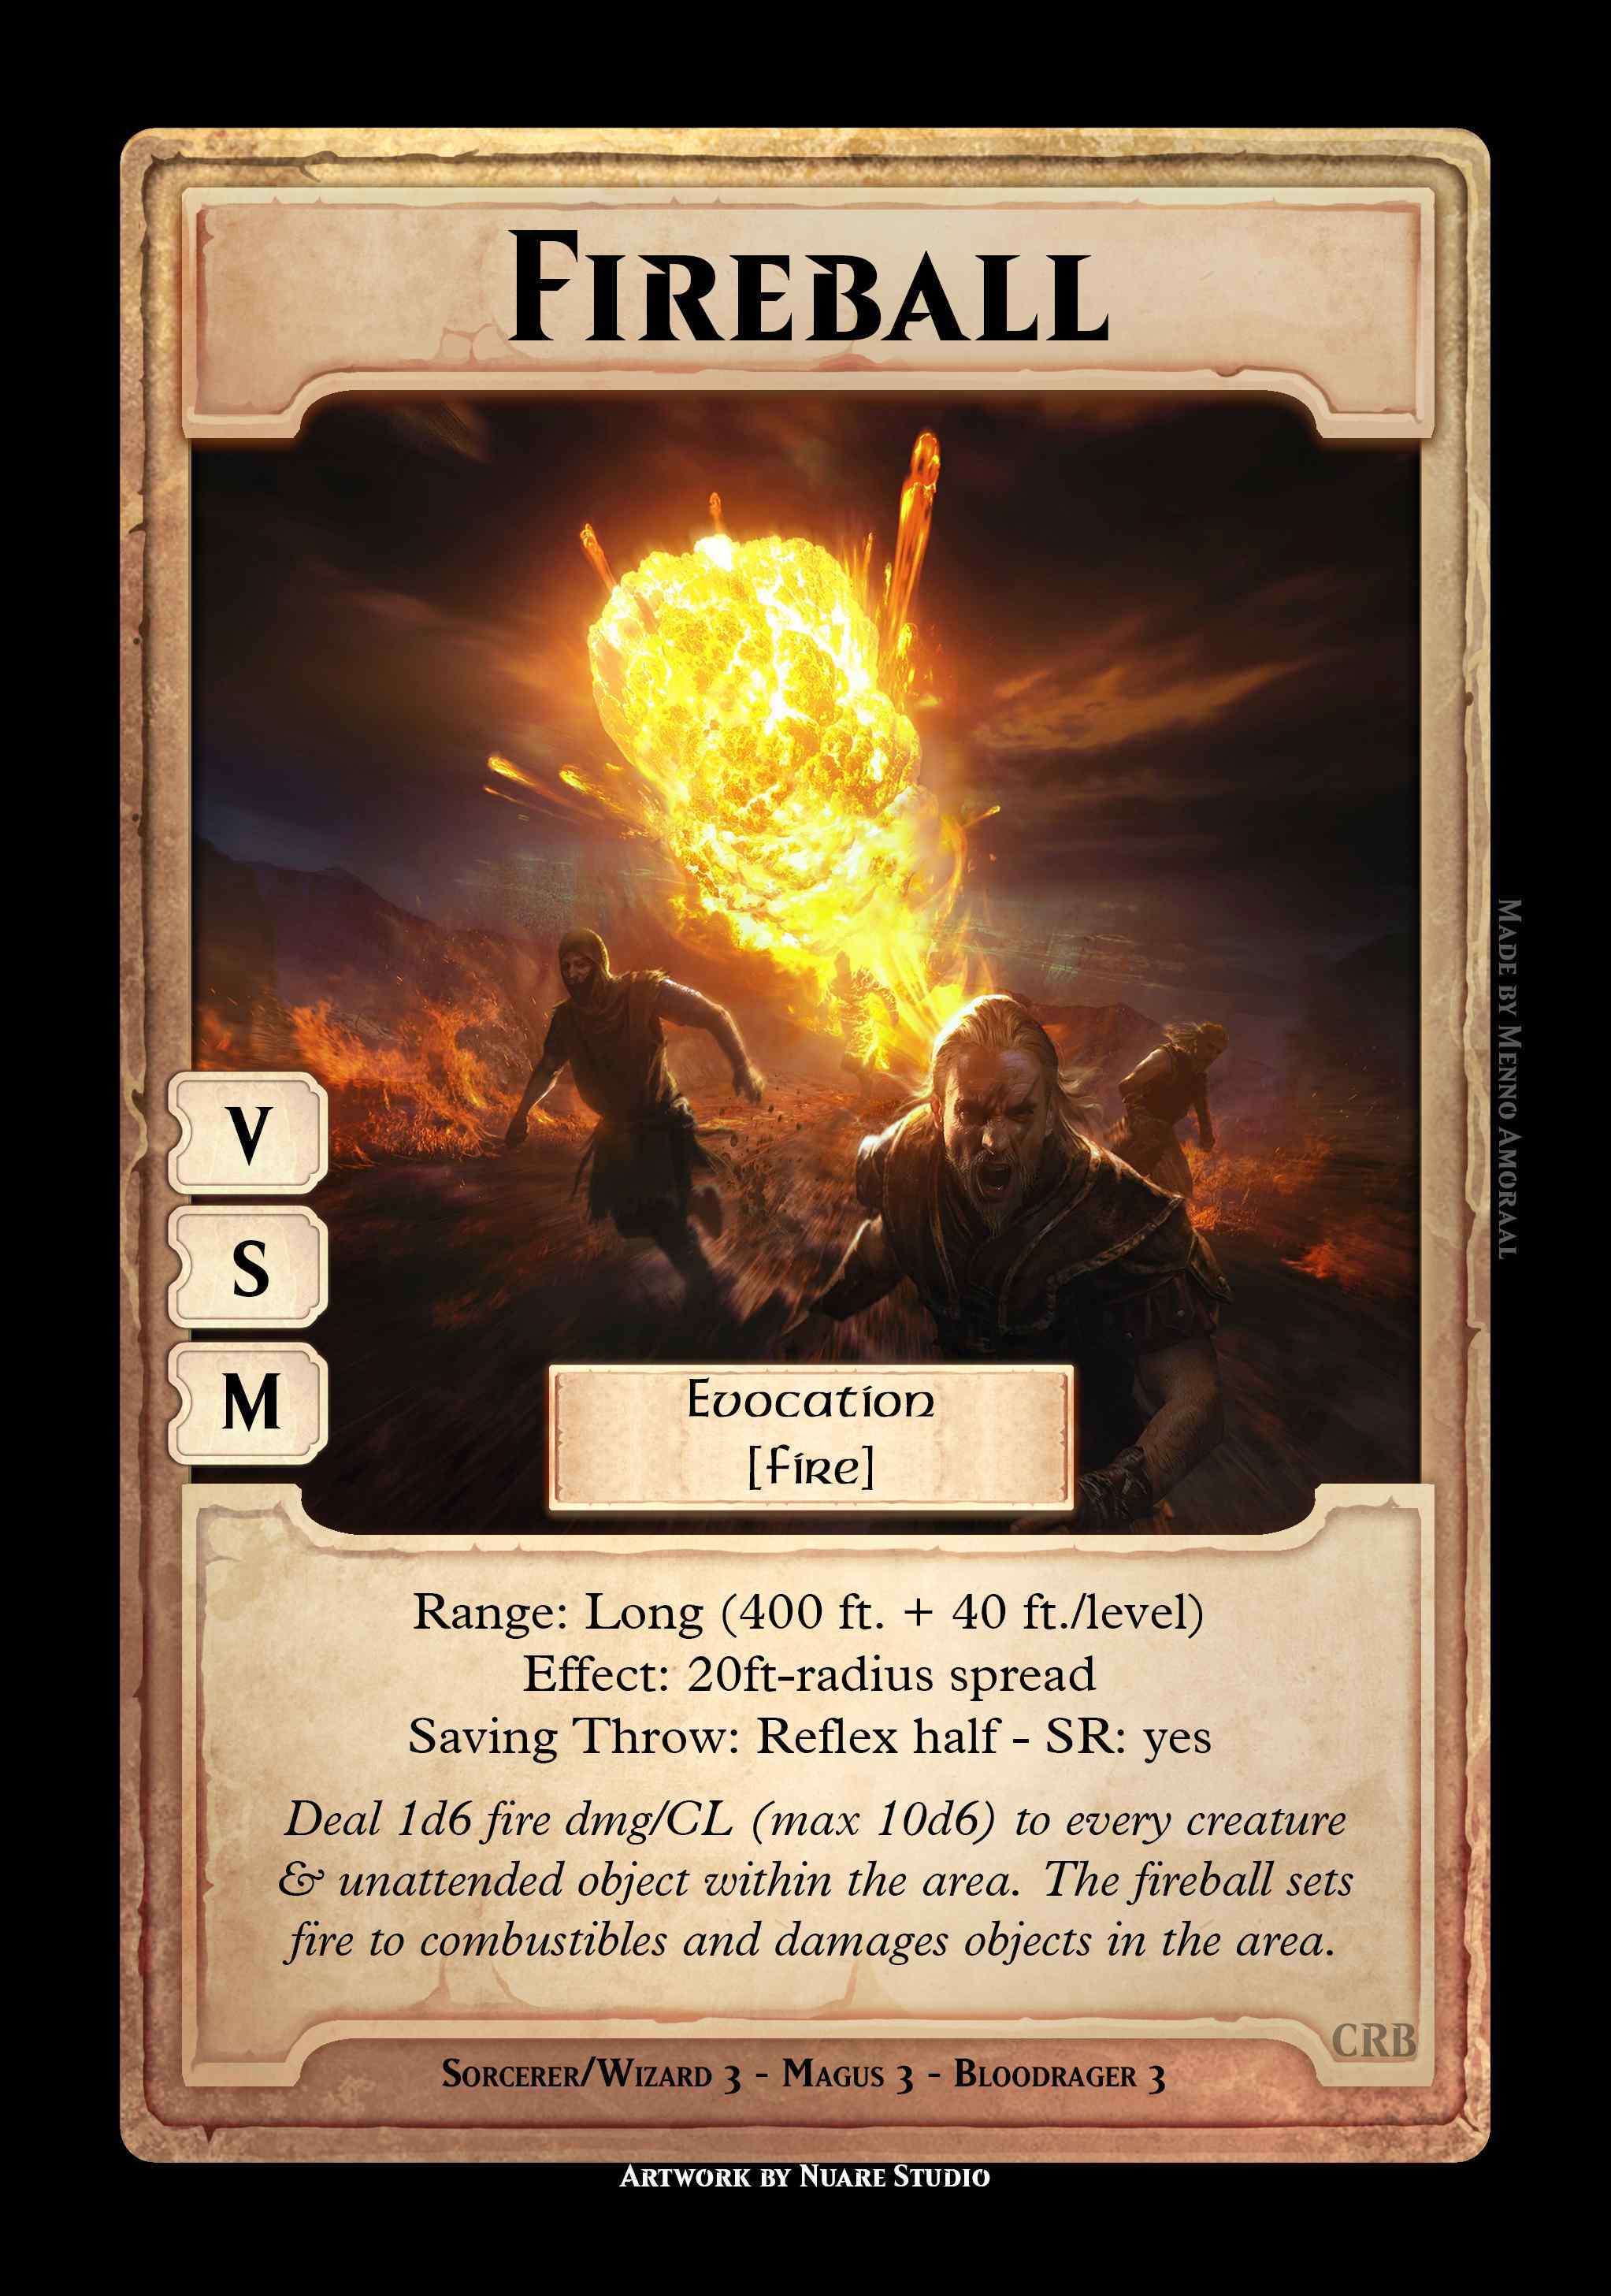 Fireball
Made by Menno Amoraal
V
S
M
Evocation
[Fire]
Range: Long (400 ft. + 40 ft./level)
Effect: 20ft-radius spread
Saving Throw: Reflex half - SR: yes
Deal 1d6 fire dmg/CL (max 10d6) to every creature
& unattended object within the area. The fireball sets
fire to combustibles and damages objects in the area.
CRB
Sorcerer/Wizard 3 - Magus 3 - Bloodrager 3
Artwork by Nuare Studio